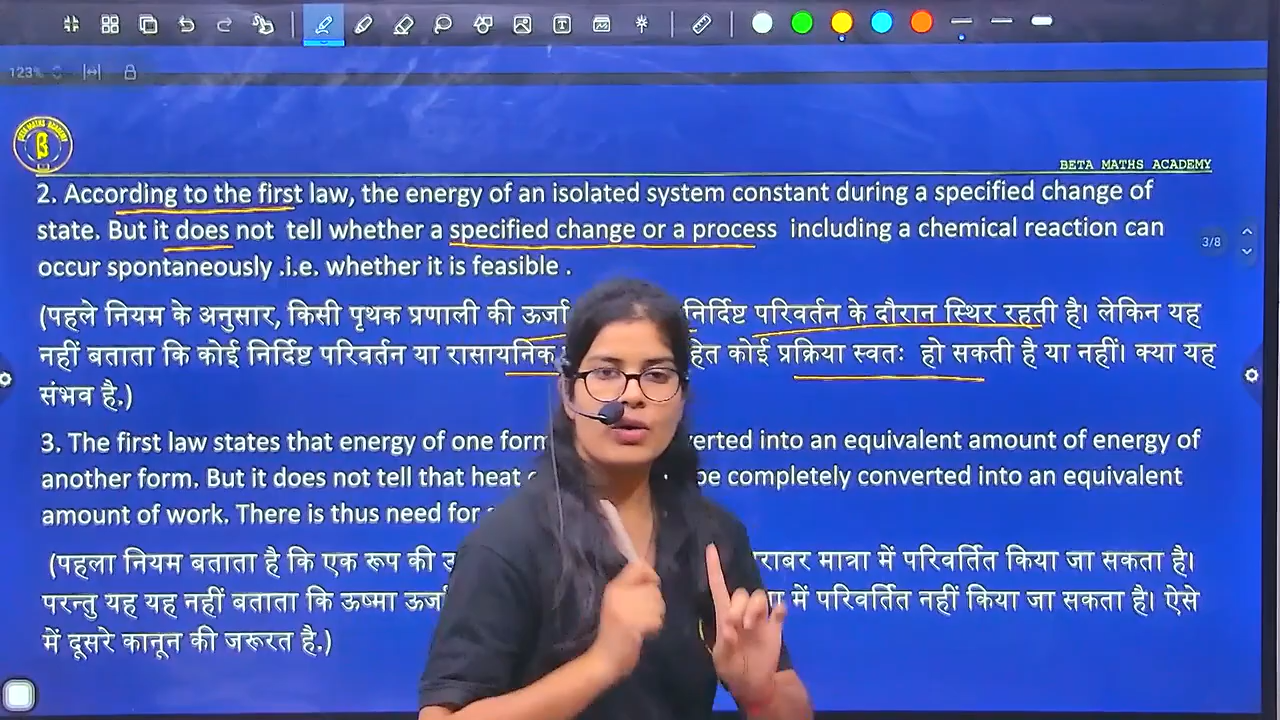 123%
BETA MATHS ACADEMY
β
BETA MATHS ACADEMY
2. According to the first law, the energy of an isolated system constant during a specified change of
state. But it does not tell whether a specified change or a process including a chemical reaction can
3/8
occur spontaneously .i.e. whether it is feasible .
(पहले नियम के अनुसार, किसी पृथक प्रणाली की ऊर्जा निर्दिष्ट परिवर्तन के दौरान स्थिर रहती है। लेकिन यह
नहीं बताता कि कोई निर्दिष्ट परिवर्तन या रासायनिक कोई प्रक्रिया स्वतः हो सकती है या नहीं। क्या यह
संभव है.)
3. The first law states that energy of one form into an equivalent amount of energy of
another form. But it does not tell that heat be completely converted into an equivalent
amount of work. There is thus need for
(पहला नियम बताता है कि एक रूप की मात्रा में परिवर्तित किया जा सकता है।
परन्तु यह यह नहीं बताता कि ऊष्मा में परिवर्तित नहीं किया जा सकता है। ऐसे
में दूसरे कानून की जरूरत है.)